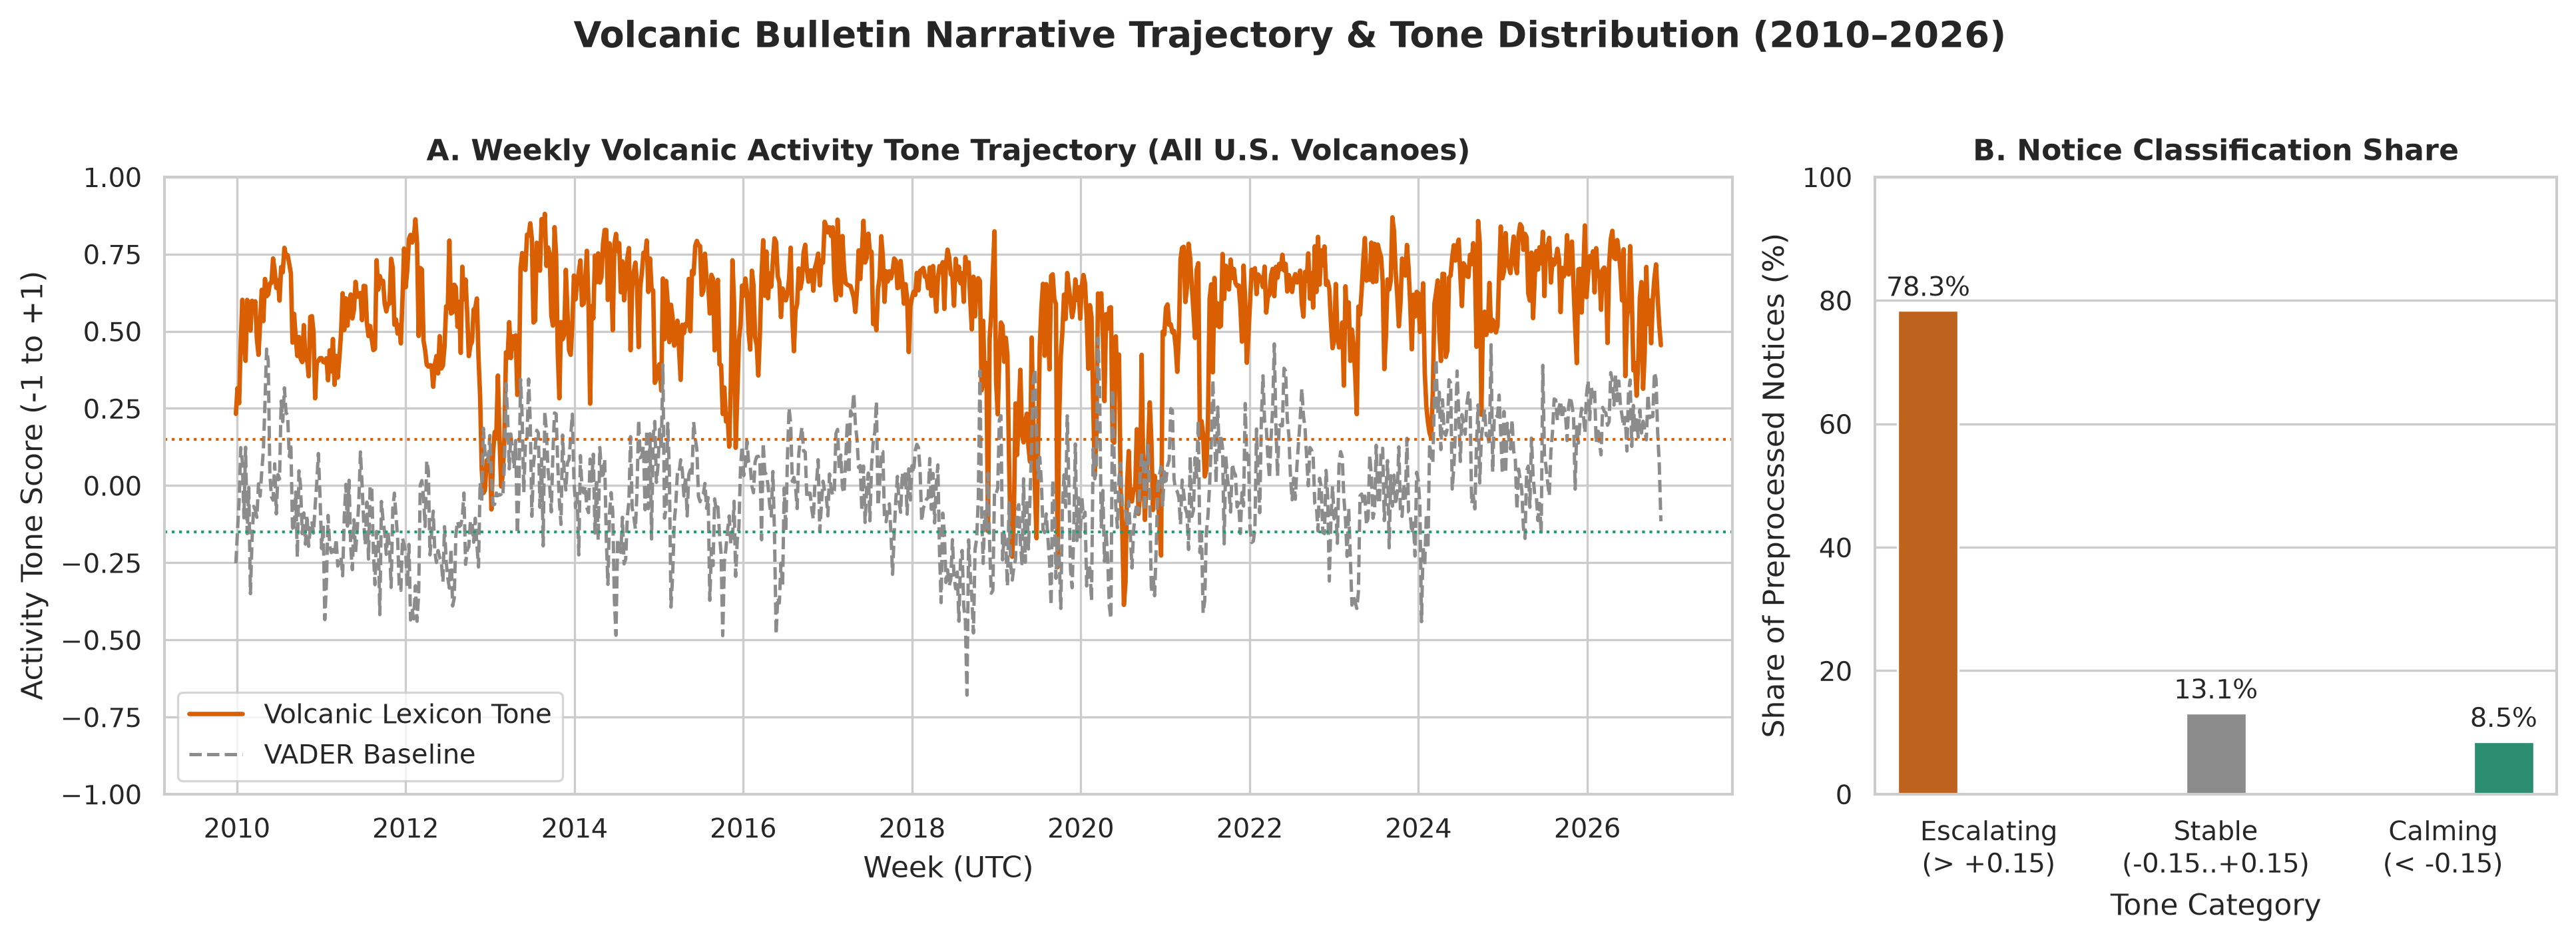 Volcanic Bulletin Narrative Trajectory & Tone Distribution (2010–2026)
A. Weekly Volcanic Activity Tone Trajectory (All U.S. Volcanoes)
Activity Tone Score (-1 to +1)
1.00
0.75
0.50
0.25
0.00
−0.25
−0.50
−0.75
−1.00
Volcanic Lexicon Tone
VADER Baseline
2010 2012 2014 2016 2018 2020 2022 2024 2026
Week (UTC)
B. Notice Classification Share
Share of Preprocessed Notices (%)
100
80
60
40
20
0
78.3%
13.1%
8.5%
Escalating
(> +0.15)
Stable
(-0.15..+0.15)
Calming
(< -0.15)
Tone Category